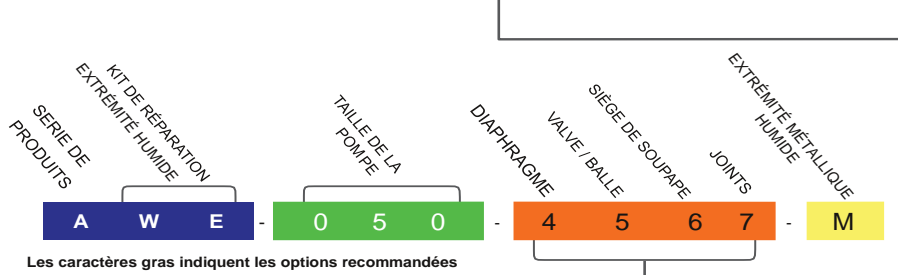 SERIE DE
PRODUITS
KIT DE RÉPARATION
EXTRÉMITÉ HUMIDE
TAILLE DE LA
POMPE
DIAPHRAGME
VALVE / BALLE
SIÈGE DE SOUPAPE
JOINTS
EXTRÉMITÉ MÉTALLIQUE
HUMIDE
A W E - 0 5 0 - 4 5 6 7 - M
Les caractères gras indiquent les options recommandées